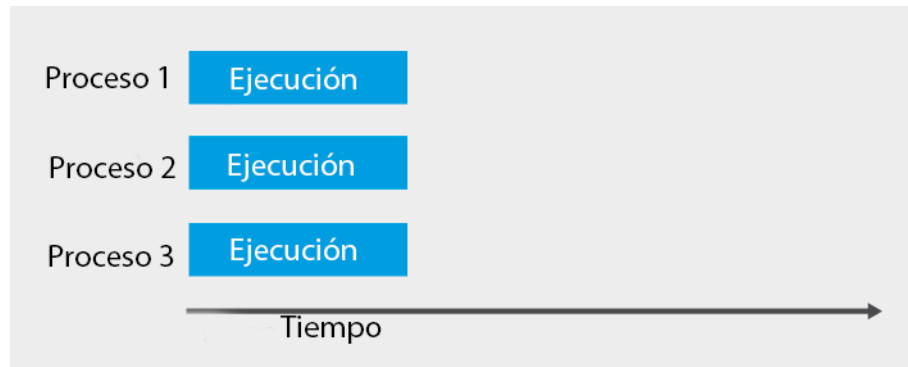 Proceso 1 Ejecución
Proceso 2 Ejecución
Proceso 3 Ejecución
Tiempo